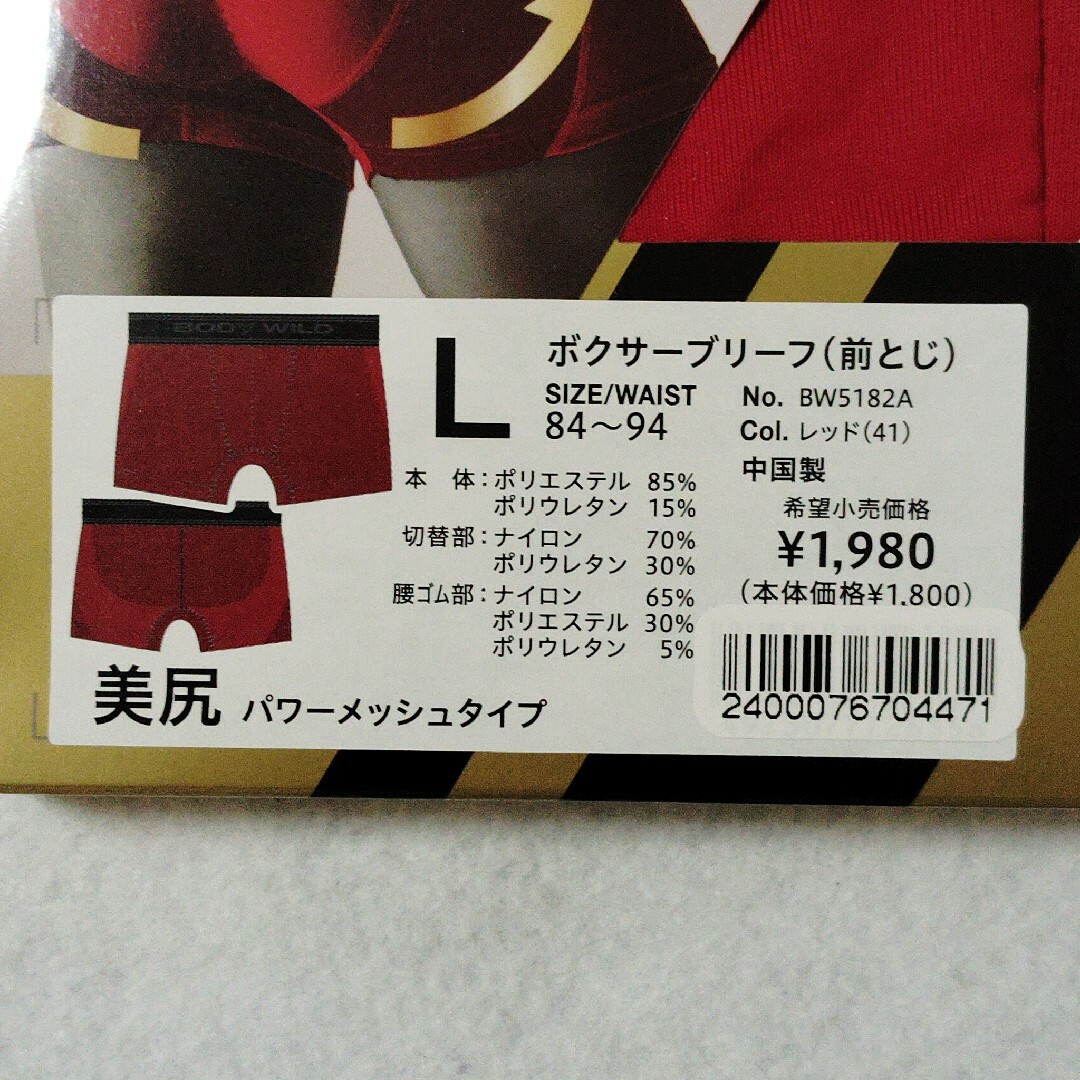 BODY WILD
L
ボクサーブリーフ(前とじ)
SIZE/WAIST
84～94
No. BW5182A
Col. レッド(41)
中国製
希望小売価格
¥1,980
(本体価格¥1,800)
本 体:ポリエステル 85%
ポリウレタン 15%
切替部:ナイロン 70%
ポリウレタン 30%
腰ゴム部:ナイロン 65%
ポリエステル 30%
ポリウレタン 5%
美尻 パワーメッシュタイプ
2400076704471